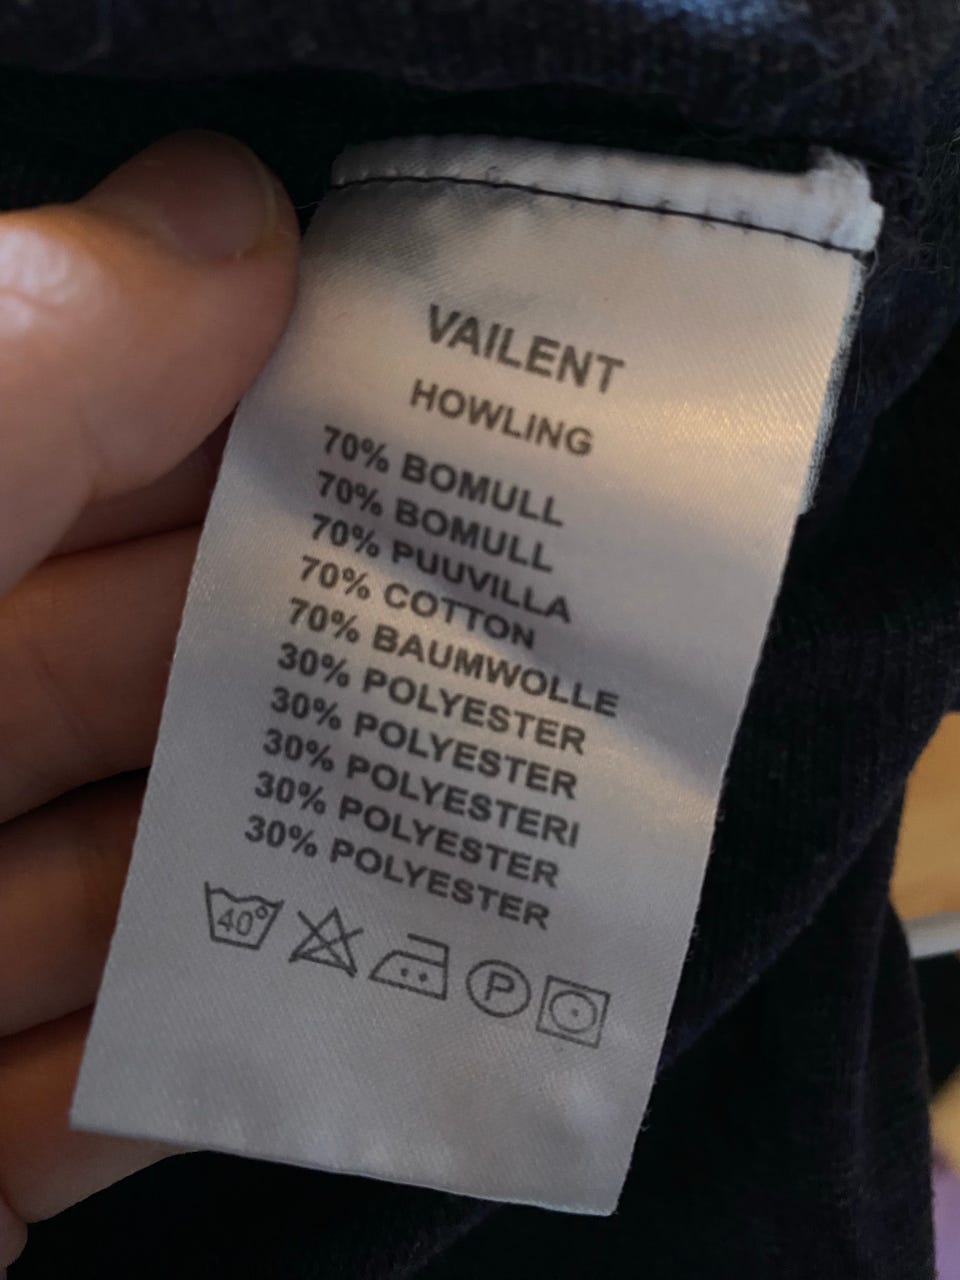 VAILENT
HOWLING
70% BOMULL
70% BOMULL
70% PUUVILLA
70% COTTON
70% BAUMWOLLE
30% POLYESTER
30% POLYESTER
30% POLYESTERI
30% POLYESTER
30% POLYESTER
40° P